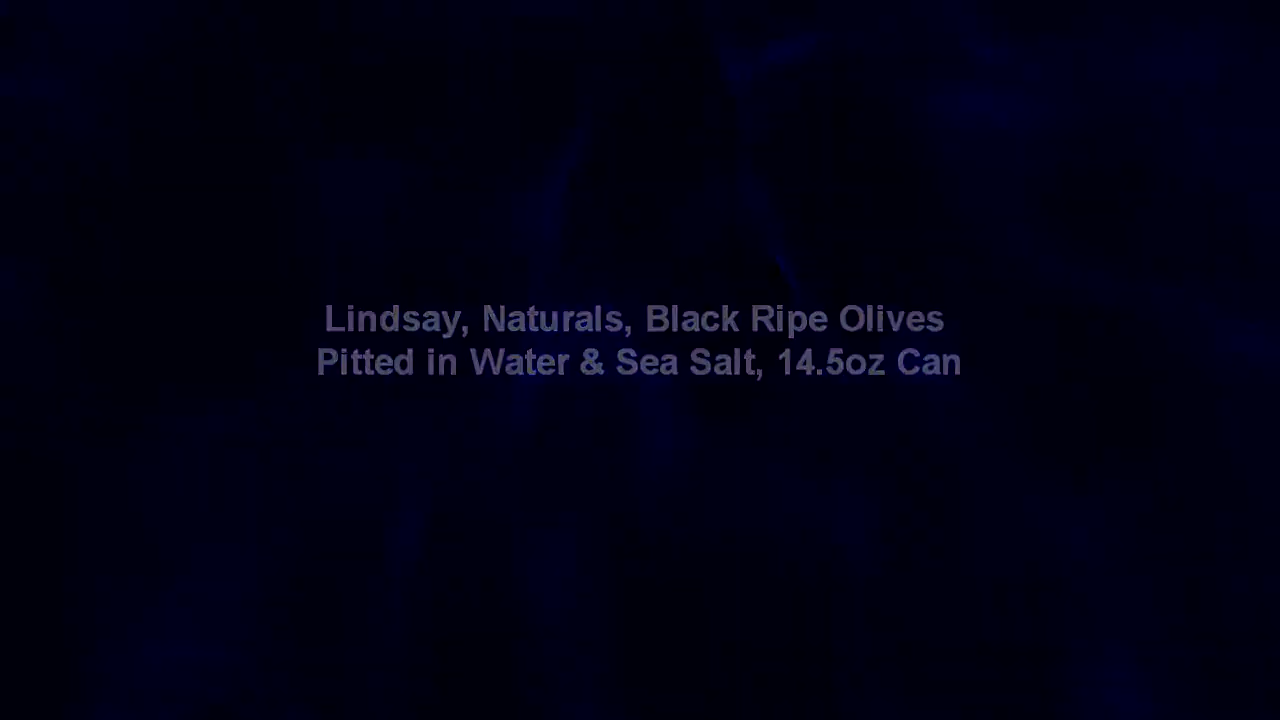 Lindsay, Naturals, Black Ripe Olives
Pitted in Water & Sea Salt, 14.5oz Can